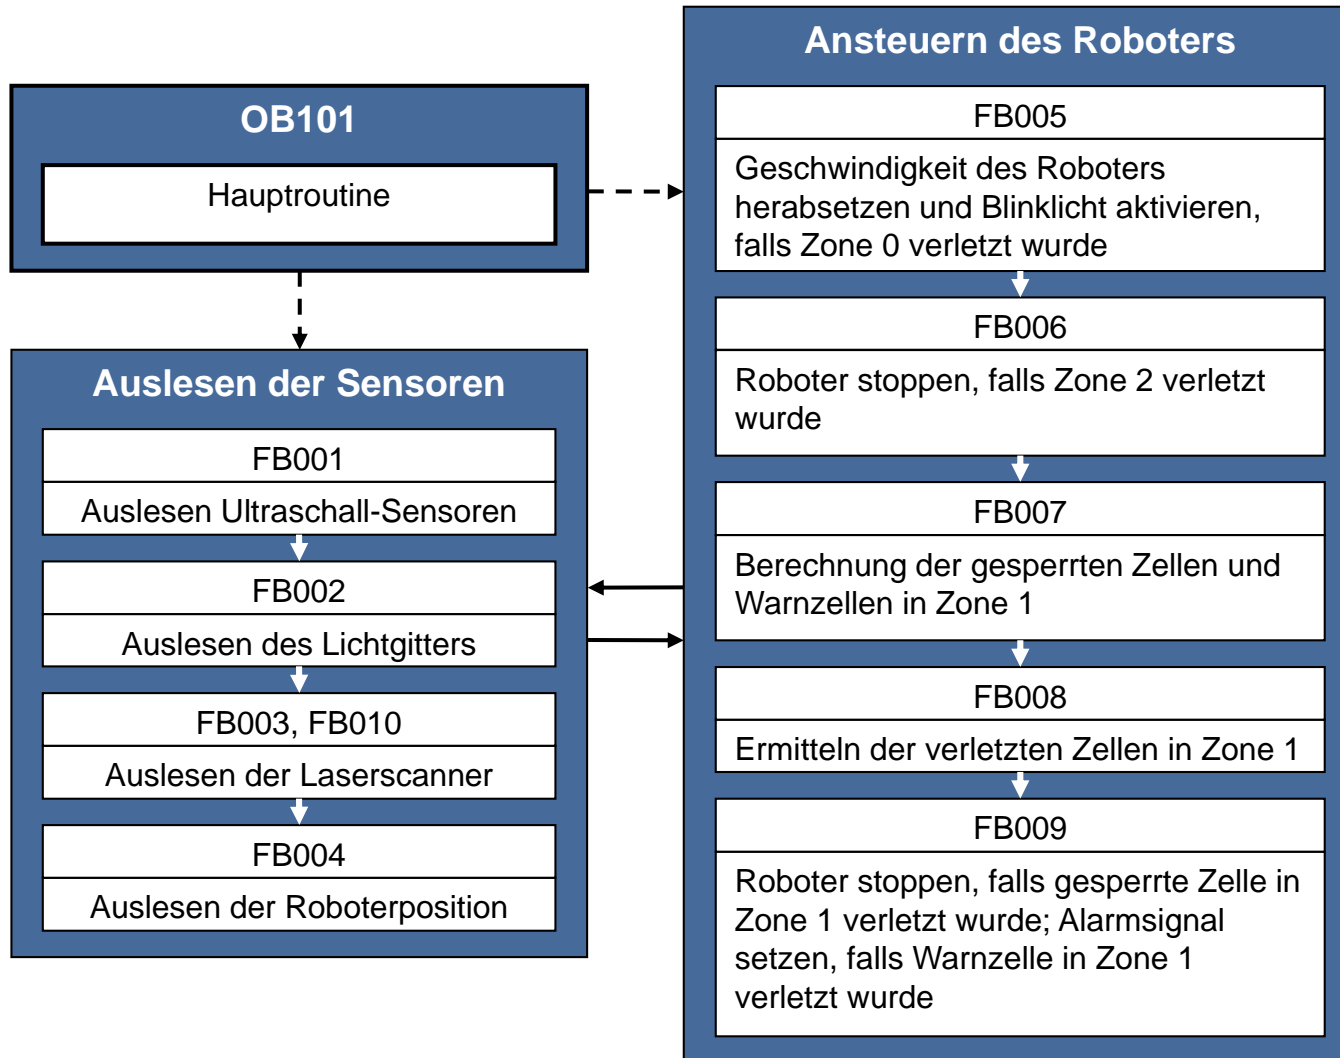 OB101
Hauptroutine
Auslesen der Sensoren
FB001
Auslesen Ultraschall-Sensoren
FB002
Auslesen des Lichtgitters
FB003, FB010
Auslesen der Laserscanner
FB004
Auslesen der Roboterposition
Ansteuern des Roboters
FB005
Geschwindigkeit des Roboters
herabsetzen und Blinklicht aktivieren,
falls Zone 0 verletzt wurde
FB006
Roboter stoppen, falls Zone 2 verletzt
wurde
FB007
Berechnung der gesperrten Zellen und
Warnzellen in Zone 1
FB008
Ermitteln der verletzten Zellen in Zone 1
FB009
Roboter stoppen, falls gesperrte Zelle in
Zone 1 verletzt wurde; Alarmsignal
setzen, falls Warnzelle in Zone 1
verletzt wurde